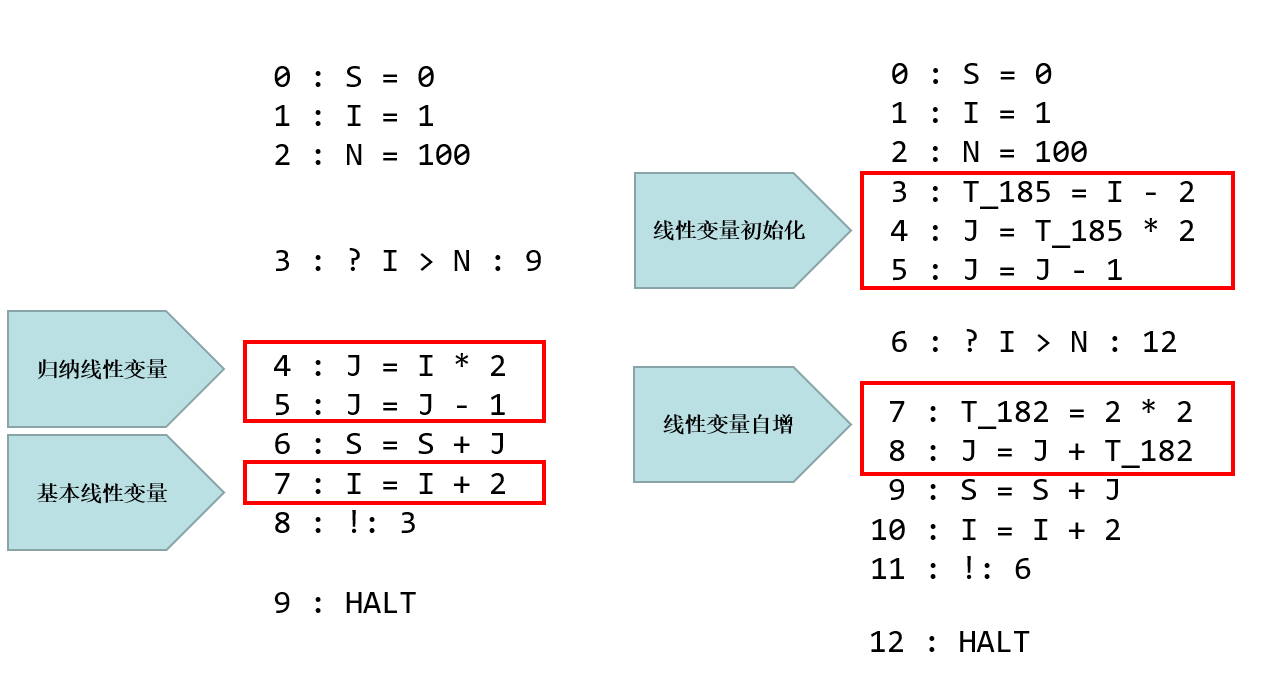 0 : S = 0
1 : I = 1
2 : N = 100
3 : ? I > N : 9
归纳线性变量
4 : J = I * 2
5 : J = J - 1
6 : S = S + J
基本线性变量
7 : I = I + 2
8 : !: 3
9 : HALT
0 : S = 0
1 : I = 1
2 : N = 100
线性变量初始化
3 : T_185 = I - 2
4 : J = T_185 * 2
5 : J = J - 1
6 : ? I > N : 12
线性变量自增
7 : T_182 = 2 * 2
8 : J = J + T_182
9 : S = S + J
10 : I = I + 2
11 : !: 6
12 : HALT